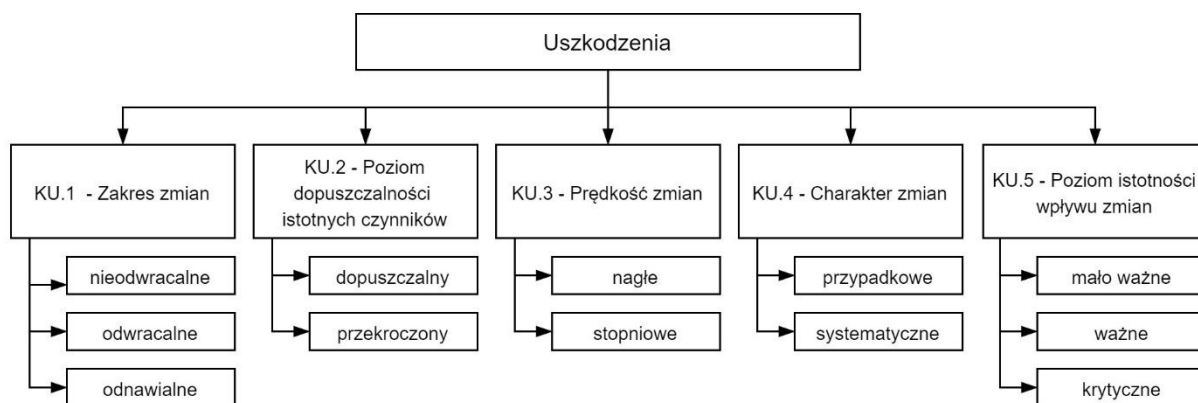 Uszkodzenia
KU.1 - Zakres zmian
nieodwracalne
odwracalne
odnawialne
KU.2 - Poziom
dopuszczalności
istotnych czynników
dopuszczalny
przekroczony
KU.3 - Prędkość zmian
nagłe
stopniowe
KU.4 - Charakter zmian
przypadkowe
systematyczne
KU.5 - Poziom istotności
wpływu zmian
mało ważne
ważne
krytyczne